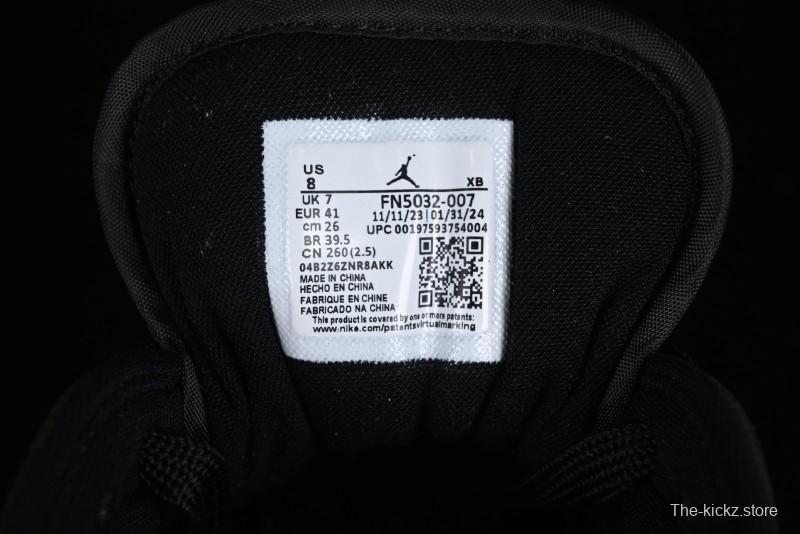 US
8 XB
UK 7 FN5032-007
EUR 41 11/11/23|01/31/24
cm 26 UPC 00197593754004
BR 39.5
CN 260(2.5)
04B2Z6ZNR8AKK
MADE IN CHINA
HECHO EN CHINA
FABRIQUE EN CHINE
FABRICADO NA CHINA
This product is covered by one or more patents:
www.nike.com/patentsvirtualmarking
The-kickz.store